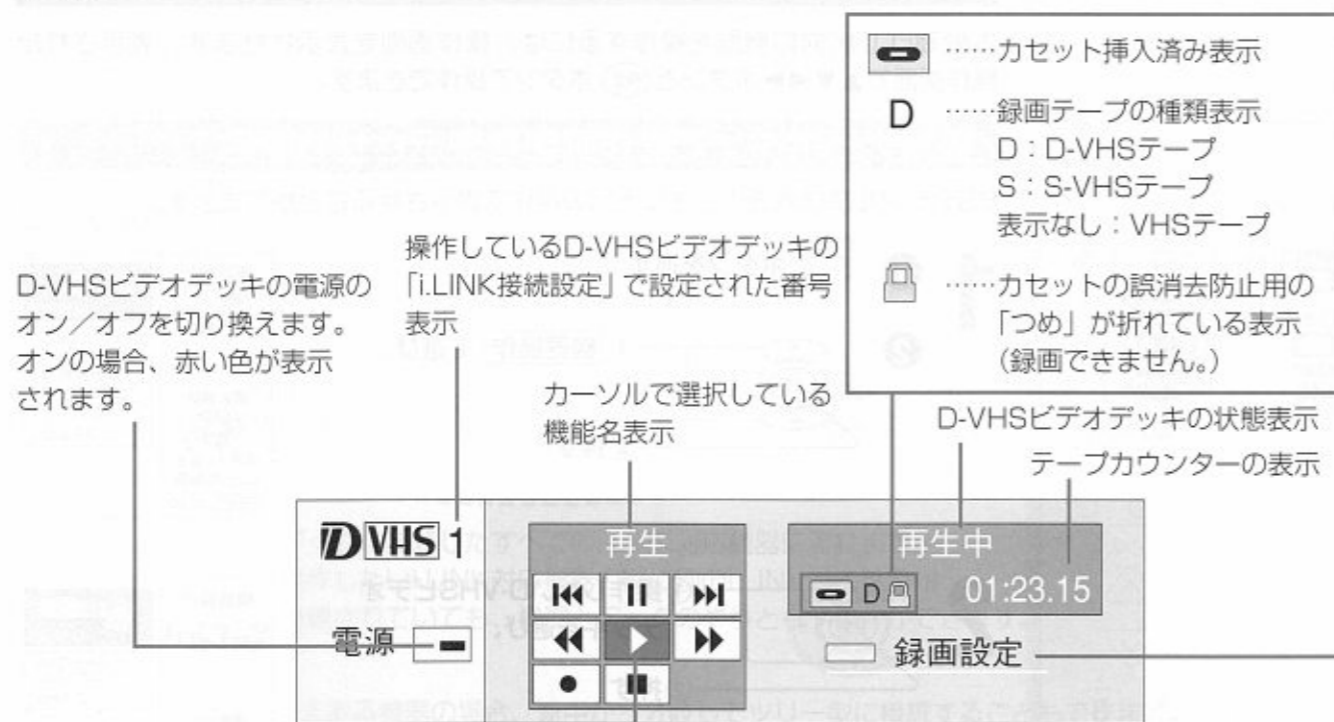 ……カセット挿入済み表示
D ……録画テープの種類表示
D：D-VHSテープ
S：S-VHSテープ
表示なし：VHSテープ
……カセットの誤消去防止用の
「つめ」が折れている表示
（録画できません。）
操作しているD-VHSビデオデッキの
「i.LINK接続設定」で設定された番号
表示
D-VHSビデオデッキの電源の
オン／オフを切り換えます。
オンの場合、赤い色が表示
されます。
カーソルで選択している
機能名表示
D-VHSビデオデッキの状態表示
テープカウンターの表示
D VHS 1
再生
再生中
D
01:23.15
電源
録画設定